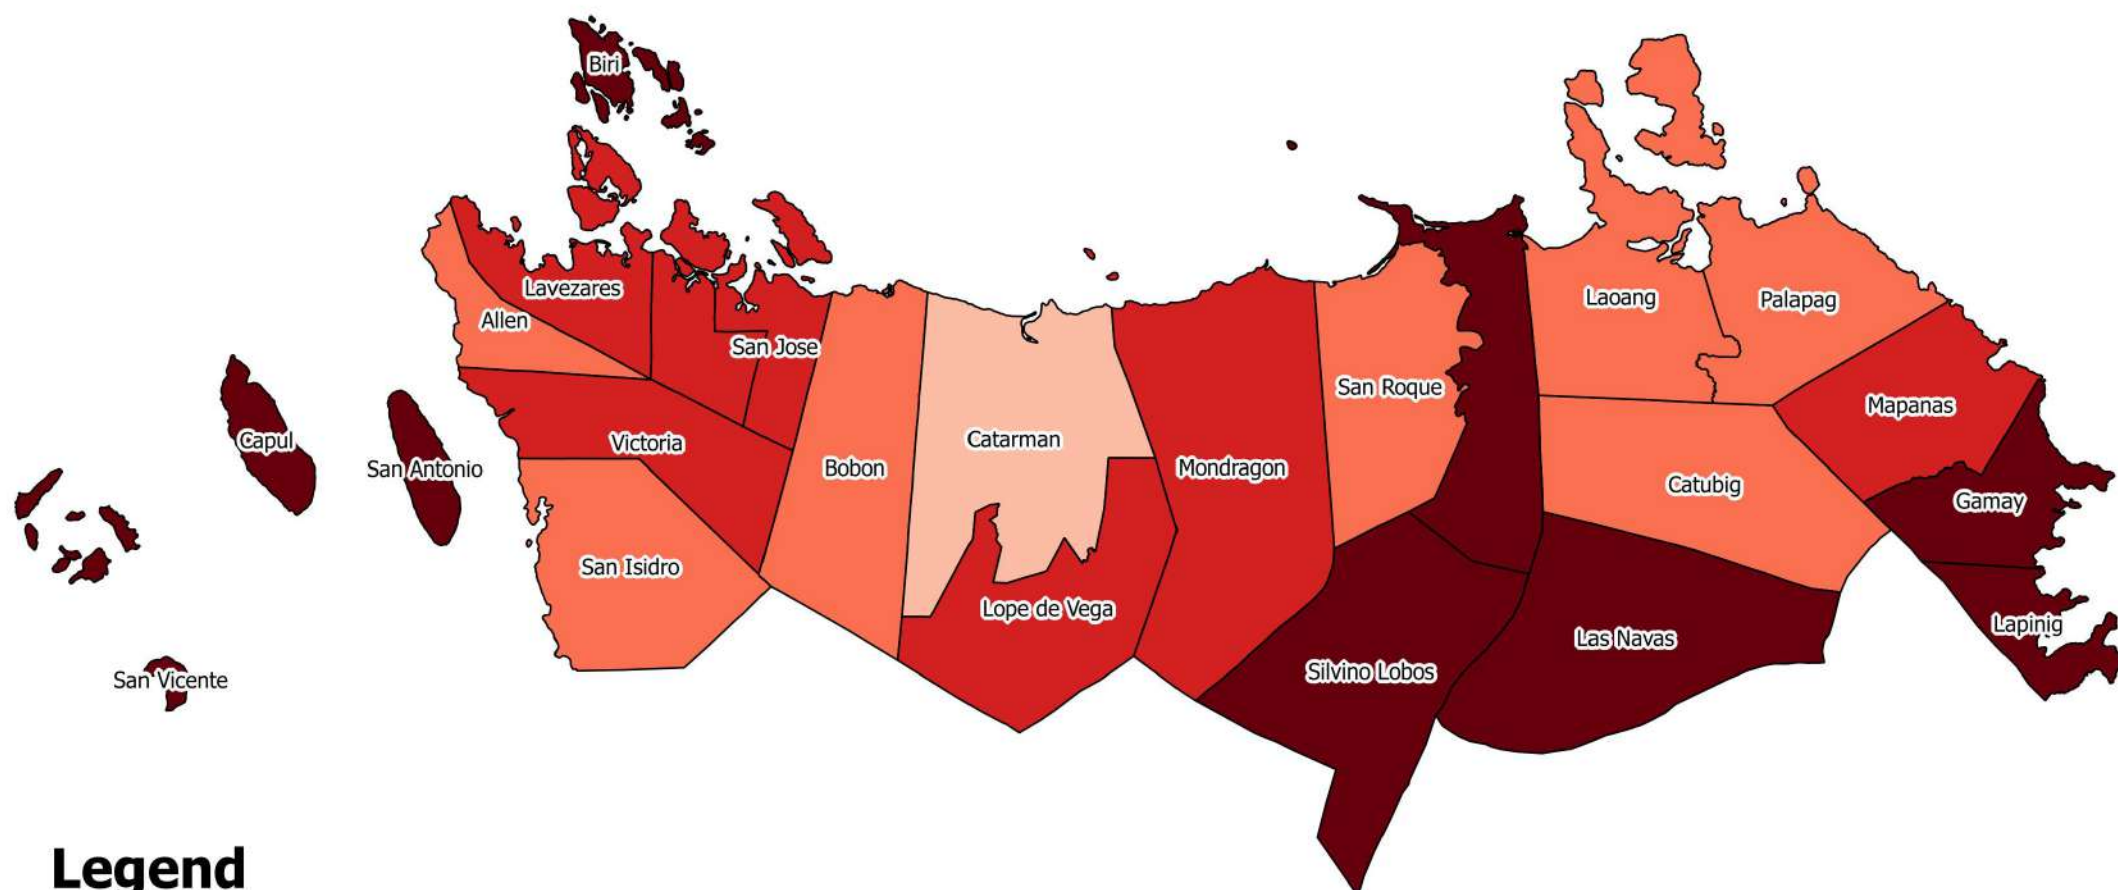 Biri
Lavezares
Allen
San Jose
Laoang
Palapag
San Roque
Mapanas
Capul
San Antonio
Victoria
Bobon
Catarman
Mondragon
Catubig
Gamay
San Isidro
Lope de Vega
Lapinig
Las Navas
San Vicente
Silvino Lobos
Legend